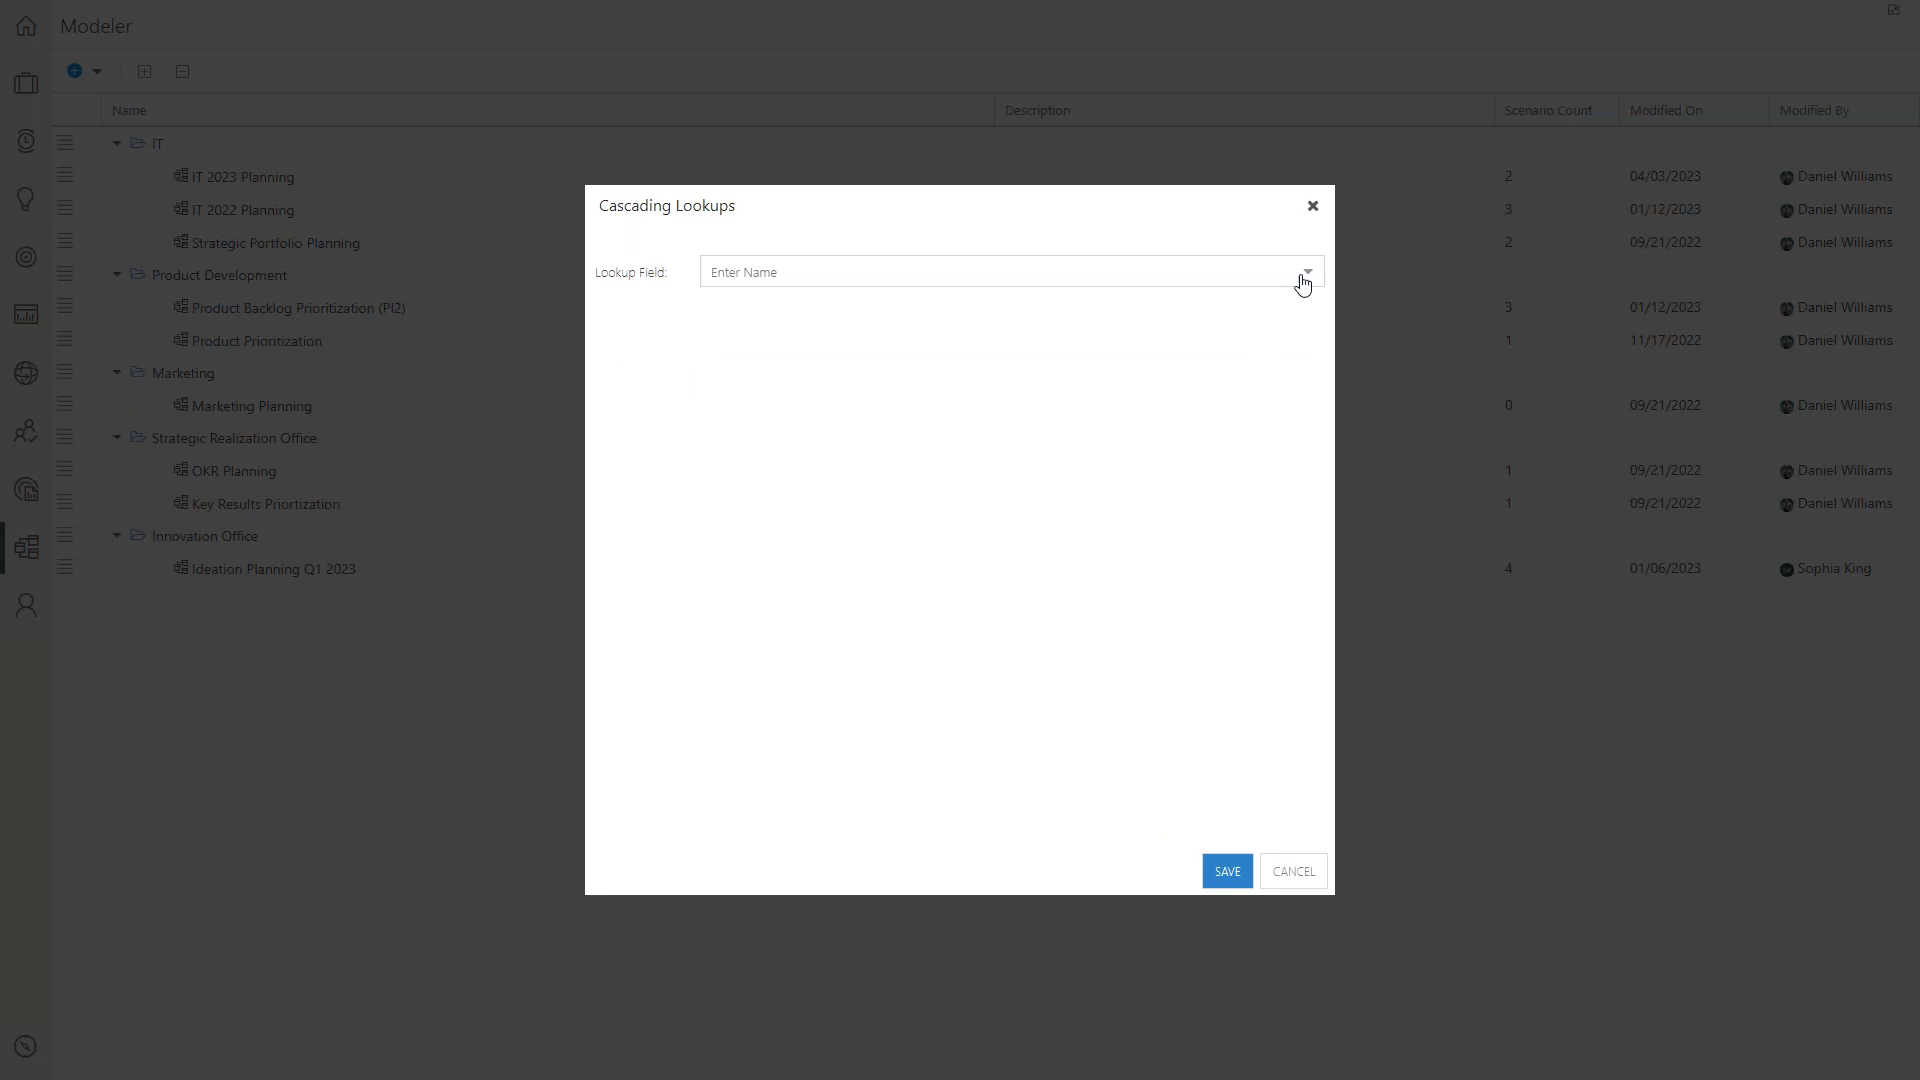 Modeler
Name Description Scenario Count Modified On Modified By
IT
IT 2023 Planning 2 04/03/2023 Daniel Williams
IT 2022 Planning 3 01/12/2023 Daniel Williams
Strategic Portfolio Planning 2 09/21/2022 Daniel Williams
Product Development
Product Backlog Prioritization (PI2) 3 01/12/2023 Daniel Williams
Product Prioritization 1 11/17/2022 Daniel Williams
Marketing
Marketing Planning 0 09/21/2022 Daniel Williams
Strategic Realization Office
OKR Planning 1 09/21/2022 Daniel Williams
Key Results Priortization 1 09/21/2022 Daniel Williams
Innovation Office
Ideation Planning Q1 2023 4 01/06/2023 Sophia King
Cascading Lookups
Lookup Field: Enter Name
SAVE CANCEL